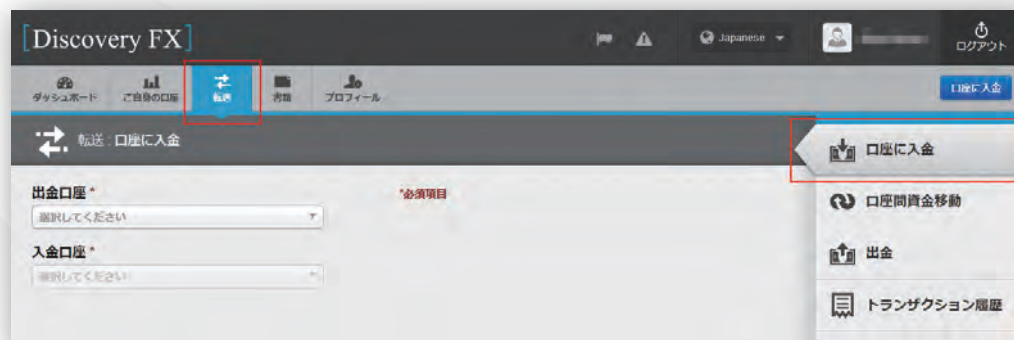 [Discovery FX]
Japanese
ログアウト
ダッシュボード
ご自身の口座
転送
書類
プロフィール
口座に入金
転送 : 口座に入金
口座に入金
出金口座 *
*必須項目
選択してください
口座間資金移動
入金口座 *
出金
選択してください
トランザクション履歴